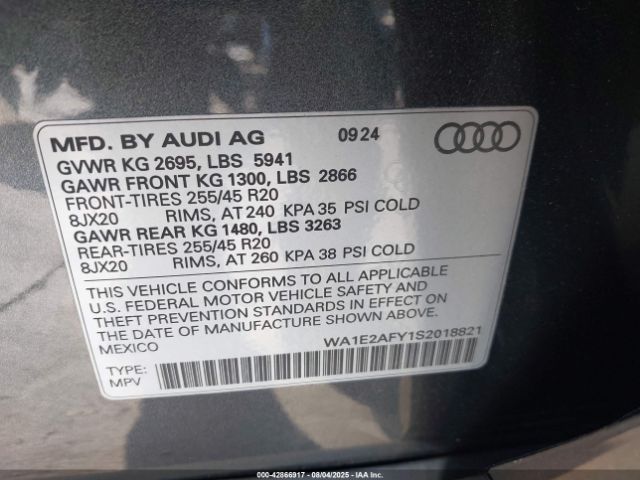 MFD. BY AUDI AG 09 24
GVWR KG 2695, LBS 5941
GAWR FRONT KG 1300, LBS 2866
FRONT-TIRES 255/45 R20
8JX20 RIMS, AT 240 KPA 35 PSI COLD
GAWR REAR KG 1480, LBS 3263
REAR-TIRES 255/45 R20
8JX20 RIMS, AT 260 KPA 38 PSI COLD
THIS VEHICLE CONFORMS TO ALL APPLICABLE
U.S. FEDERAL MOTOR VEHICLE SAFETY AND
THEFT PREVENTION STANDARDS IN EFFECT ON
THE DATE OF MANUFACTURE SHOWN ABOVE.
MEXICO
WA1E2AFY1S2018821
TYPE:
MPV
000-42866917 - 08/04/2025 - IAA Inc.